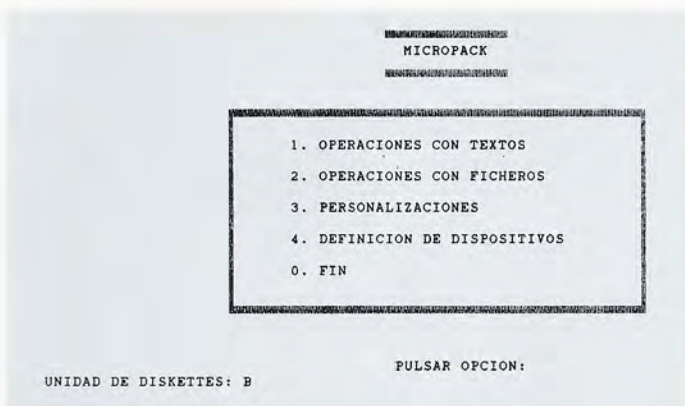 MICROPACK
1. OPERACIONES CON TEXTOS
2. OPERACIONES CON FICHEROS
3. PERSONALIZACIONES
4. DEFINICION DE DISPOSITIVOS
0. FIN
PULSAR OPCION:
UNIDAD DE DISKETTES: B